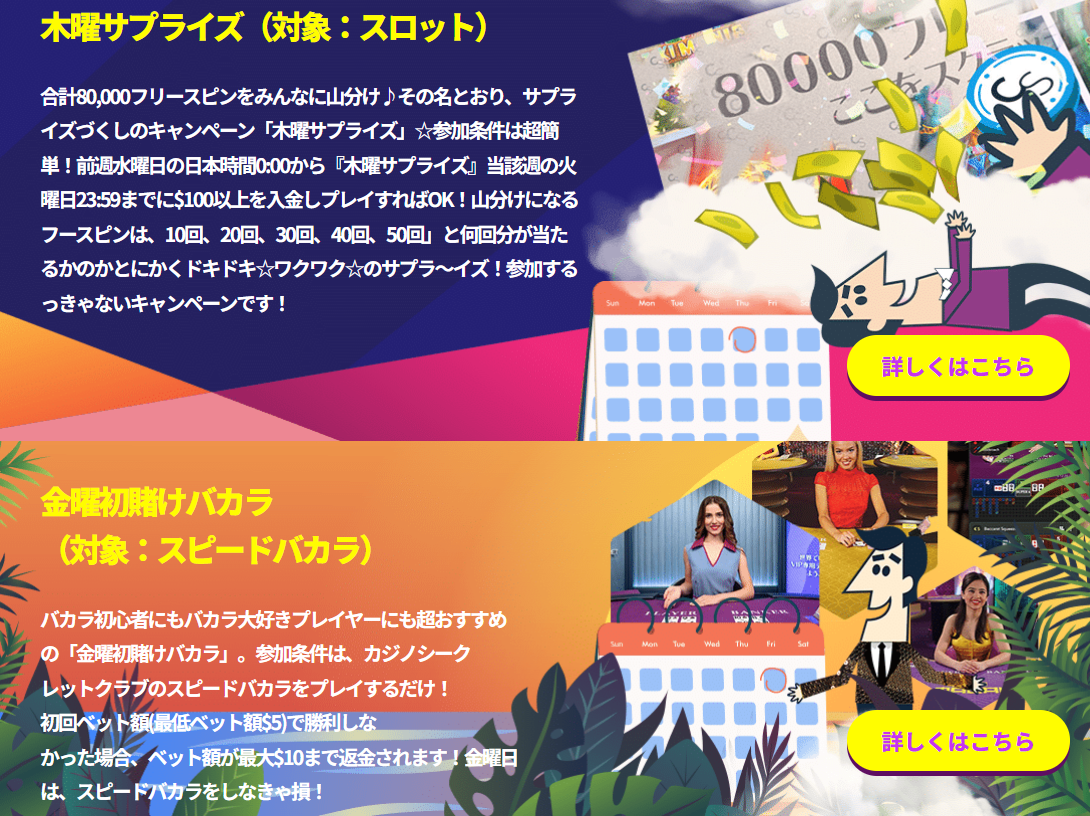 木曜サプライズ（対象：スロット）
合計80,000フリースピンをみんなに山分け♪その名とおり、サプラ
イズづくしのキャンペーン「木曜サプライズ」☆参加条件は超簡
単！前週水曜日の日本時間0:00から『木曜サプライズ』当該週の火
曜日23:59までに$100以上を入金しプレイすればOK！山分けになる
フースピンは、10回、20回、30回、40回、50回」と何回分が当た
るかのかとにかくドキドキ☆ワクワク☆のサプラ〜イズ！参加する
っきゃないキャンペーンです！
80000フリ
ここをスク
CS
Sun Mon Tue Wed Thu Fri Sa
詳しくはこちら
金曜初賭けバカラ
（対象：スピードバカラ）
バカラ初心者にもバカラ大好きプレイヤーにも超おすすめ
の「金曜初賭けバカラ」。参加条件は、カジノシーク
レットクラブのスピードバカラをプレイするだけ！
初回ベット額(最低ベット額$5)で勝利しな
かった場合、ベット額が最大$10まで返金されます！金曜日
は、スピードバカラをしなきゃ損！
PLAYER BANKER
Sun Mon Tue Wed Thu Fri Sat
詳しくはこちら